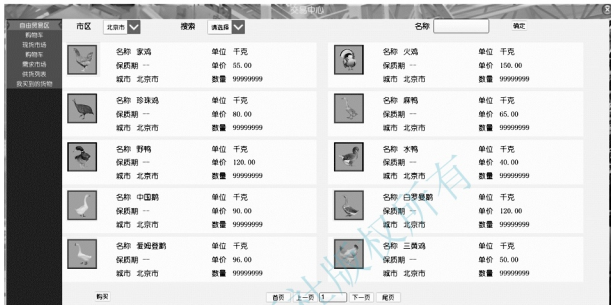 交易中心
自由贸易区
购物车
现货市场
购物车
需求市场
供货列表
我买到的货物
市区 北京市 搜索 请选择 名称 确定
名称 家鸡 单位 千克
保质期 -- 单价 55.00
城市 北京市 数量 99999999
名称 火鸡 单位 千克
保质期 -- 单价 150.00
城市 北京市 数量 99999999
名称 珍珠鸡 单位 千克
保质期 -- 单价 80.00
城市 北京市 数量 99999999
名称 麻鸭 单位 千克
保质期 -- 单价 65.00
城市 北京市 数量 99999999
名称 野鸭 单位 千克
保质期 -- 单价 120.00
城市 北京市 数量 99999999
名称 水鸭 单位 千克
保质期 -- 单价 40.00
城市 北京市 数量 99999999
名称 中国鹅 单位 千克
保质期 -- 单价 90.00
城市 北京市 数量 99999999
名称 白罗曼鹅 单位 千克
保质期 -- 单价 120.00
城市 北京市 数量 99999999
名称 爱姆登鹅 单位 千克
保质期 -- 单价 96.00
城市 北京市 数量 99999999
名称 三黄鸡 单位 千克
保质期 -- 单价 50.00
城市 北京市 数量 99999999
购买 首页 上一页 1 下一页 尾页
社版权所有